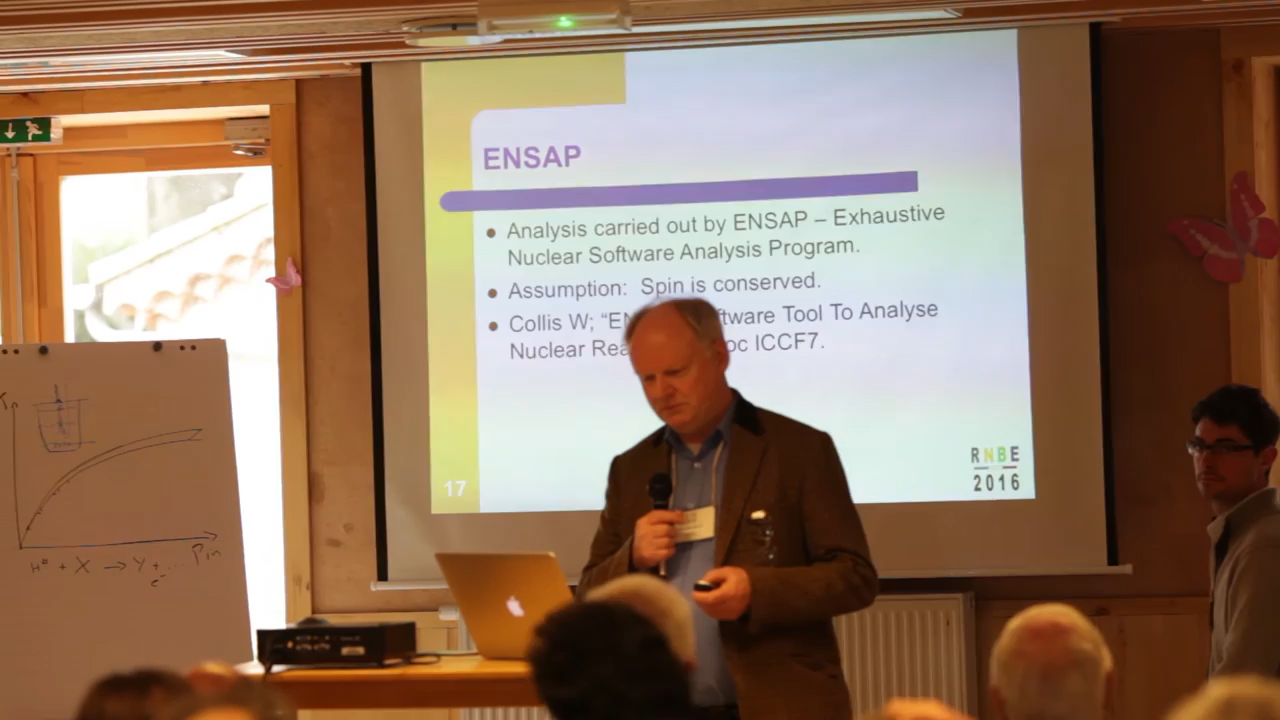 ENSAP
Analysis carried out by ENSAP – Exhaustive
Nuclear Software Analysis Program.
Assumption: Spin is conserved.
Collis W; “EN ftware Tool To Analyse
Nuclear Rea oc ICCF7.
17
RNBE
2016
Pin
H* + X → Y + ...
e⁻